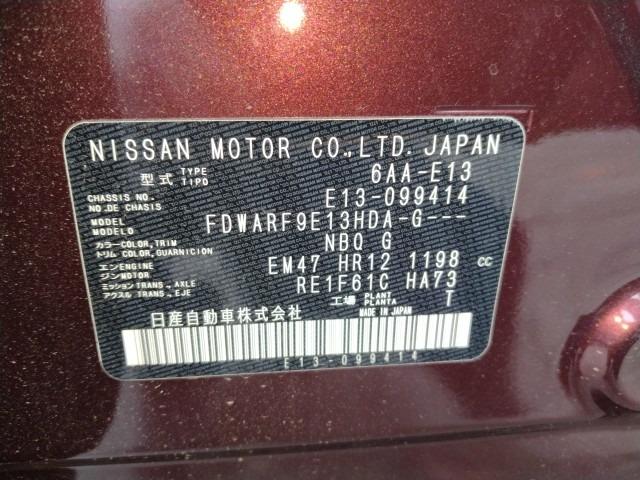 NISSAN MOTOR CO.,LTD. JAPAN
型式 TYPE TIPO 6AA-E13
CHASSIS NO. NO.DE CHASIS E13-099414
MODEL MODELO FDWARF9E13HDA-G---
カラー COLOR,TRIM トリム COLOR,GUARNICION NBQ G
エンジン ENGINE ジン MOTOR EM47 HR12 1198 CC
ミッション TRANS., AXLE アクスル TRANS., EJE RE1F61C HA73
工場 PLANT PLANTA T
日産自動車株式会社 MADE IN JAPAN
E13-099414